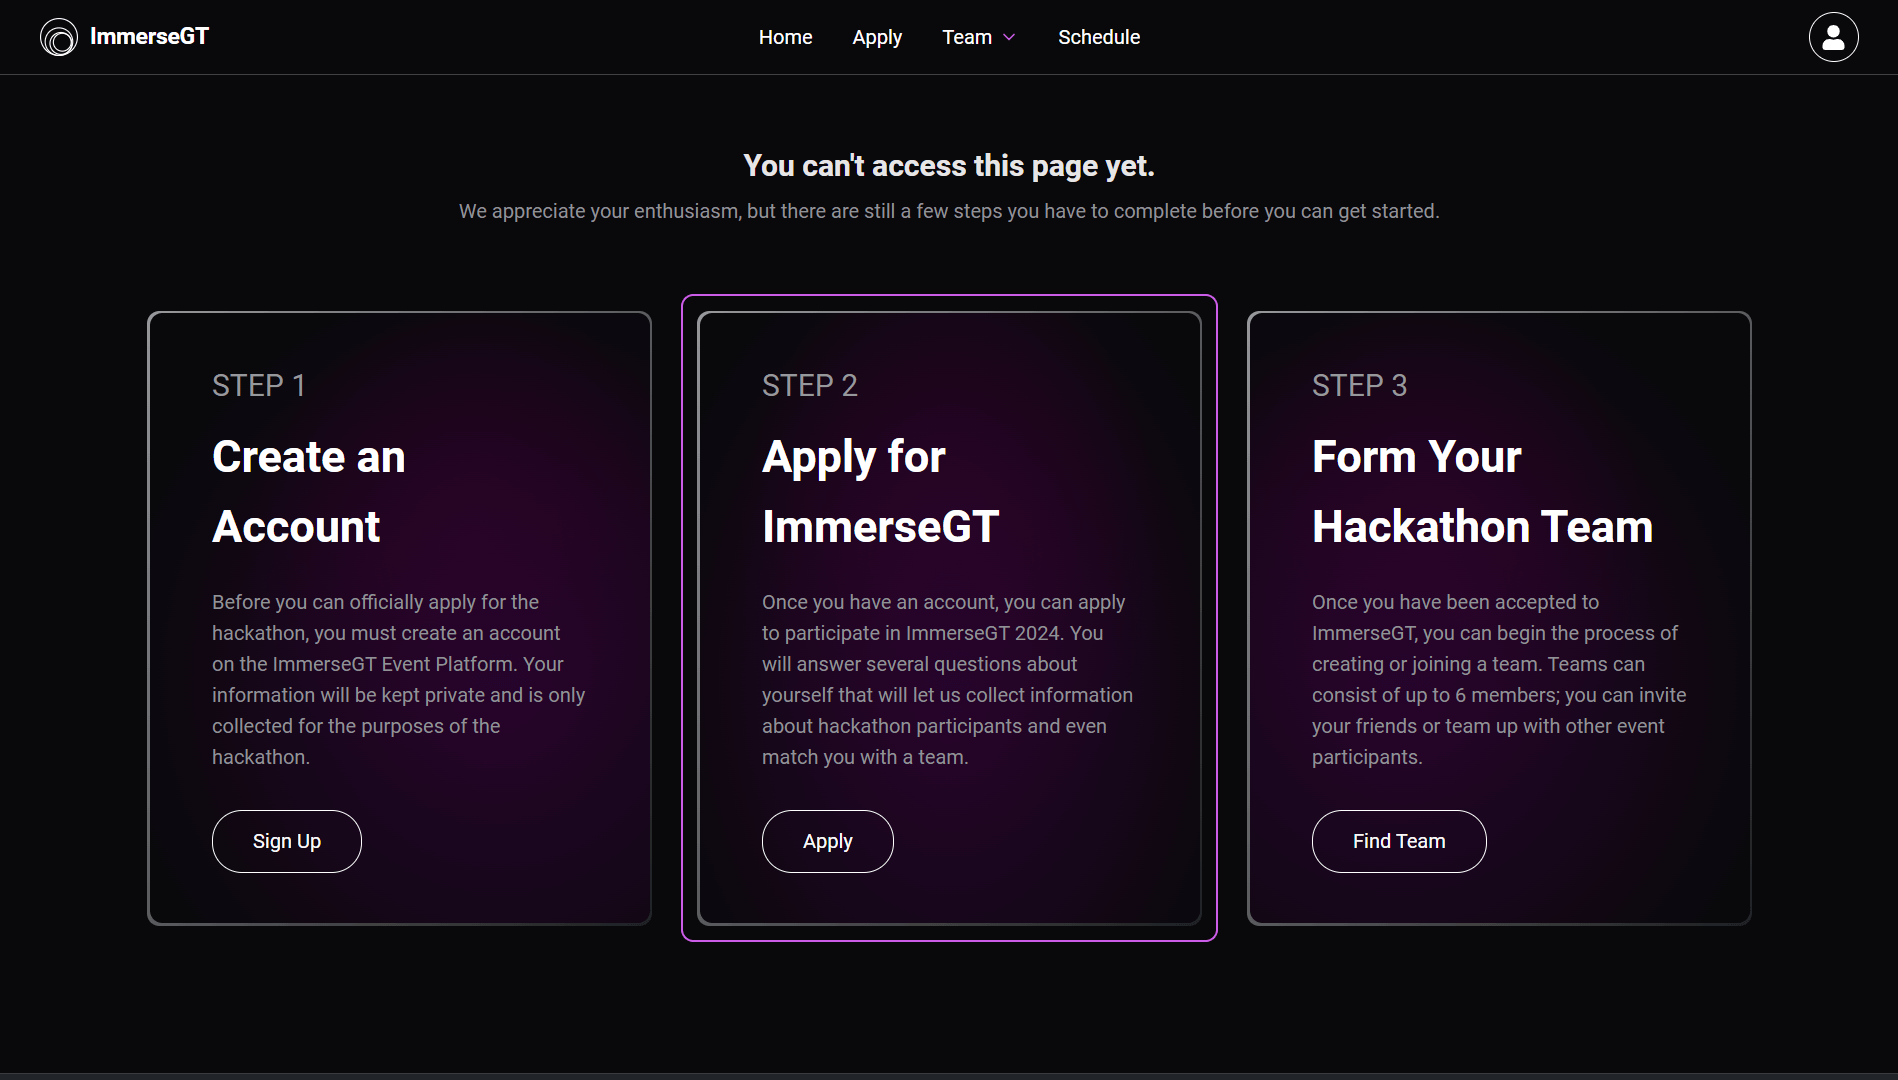 ImmerseGT
Home Apply Team Schedule
You can't access this page yet.
We appreciate your enthusiasm, but there are still a few steps you have to complete before you can get started.
STEP 1
Create an
Account
Before you can officially apply for the
hackathon, you must create an account
on the ImmerseGT Event Platform. Your
information will be kept private and is only
collected for the purposes of the
hackathon.
Sign Up
STEP 2
Apply for
ImmerseGT
Once you have an account, you can apply
to participate in ImmerseGT 2024. You
will answer several questions about
yourself that will let us collect information
about hackathon participants and even
match you with a team.
Apply
STEP 3
Form Your
Hackathon Team
Once you have been accepted to
ImmerseGT, you can begin the process of
creating or joining a team. Teams can
consist of up to 6 members; you can invite
your friends or team up with other event
participants.
Find Team